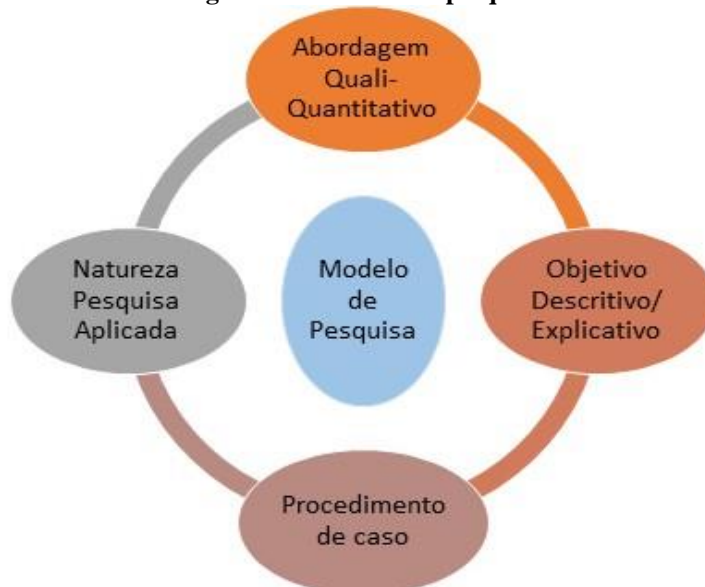 Abordagem
Quali-
Quantitativo
Natureza
Pesquisa
Aplicada
Modelo
de
Pesquisa
Objetivo
Descritivo/
Explicativo
Procedimento
de caso